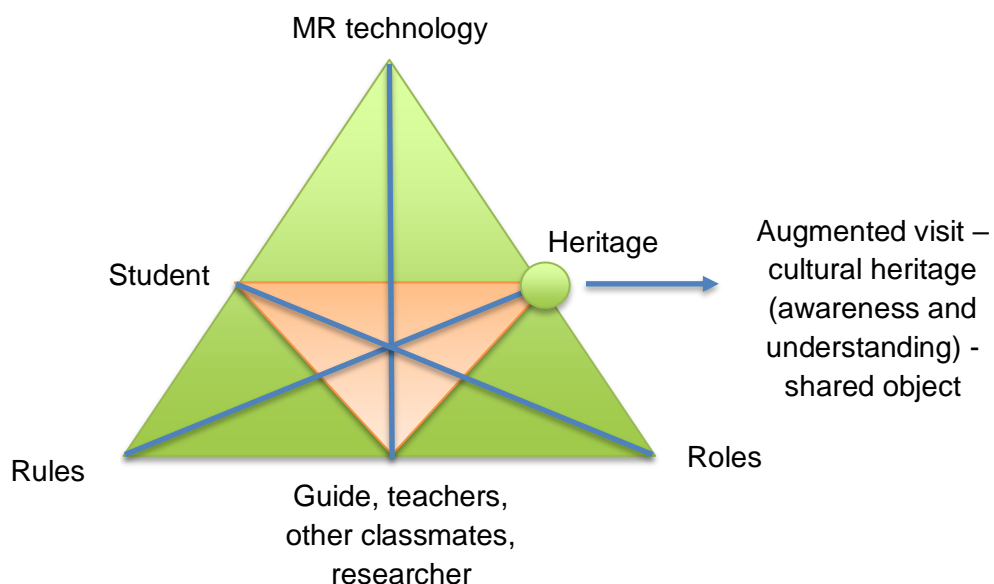 MR technology
Heritage
Student
Augmented visit –
cultural heritage
(awareness and
understanding) -
shared object
Rules
Roles
Guide, teachers,
other classmates,
researcher